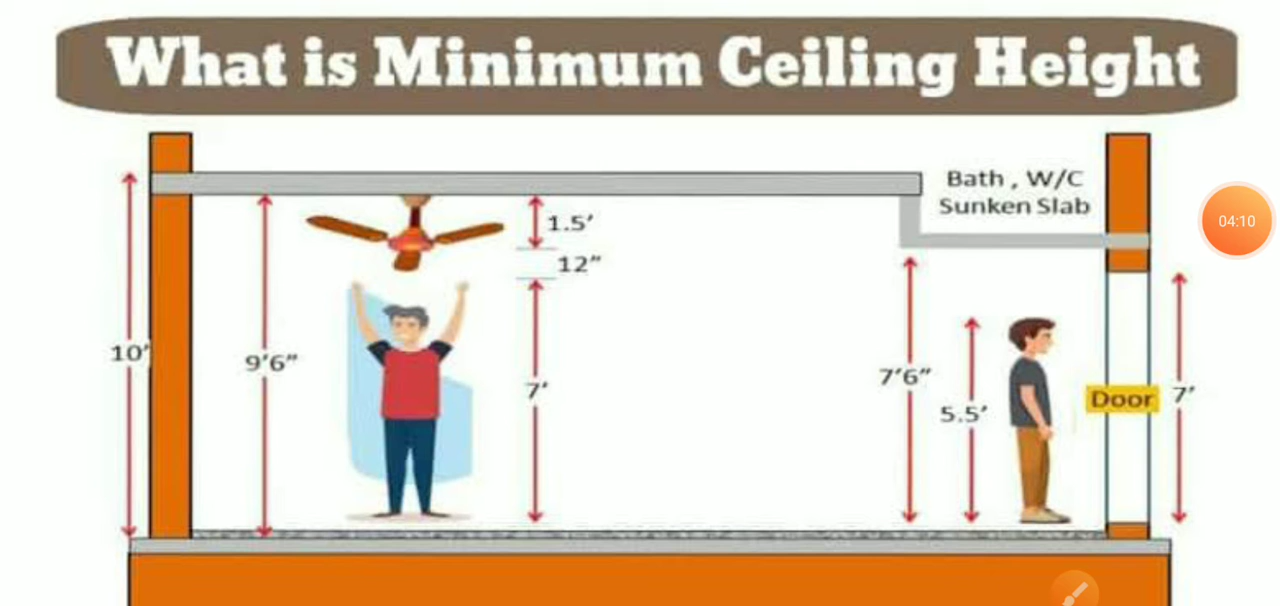 What is Minimum Ceiling Height
Bath , W/C
Sunken Slab
04:10
1.5’
12”
10’
9’6”
7’
7’6”
5.5’
Door
7’